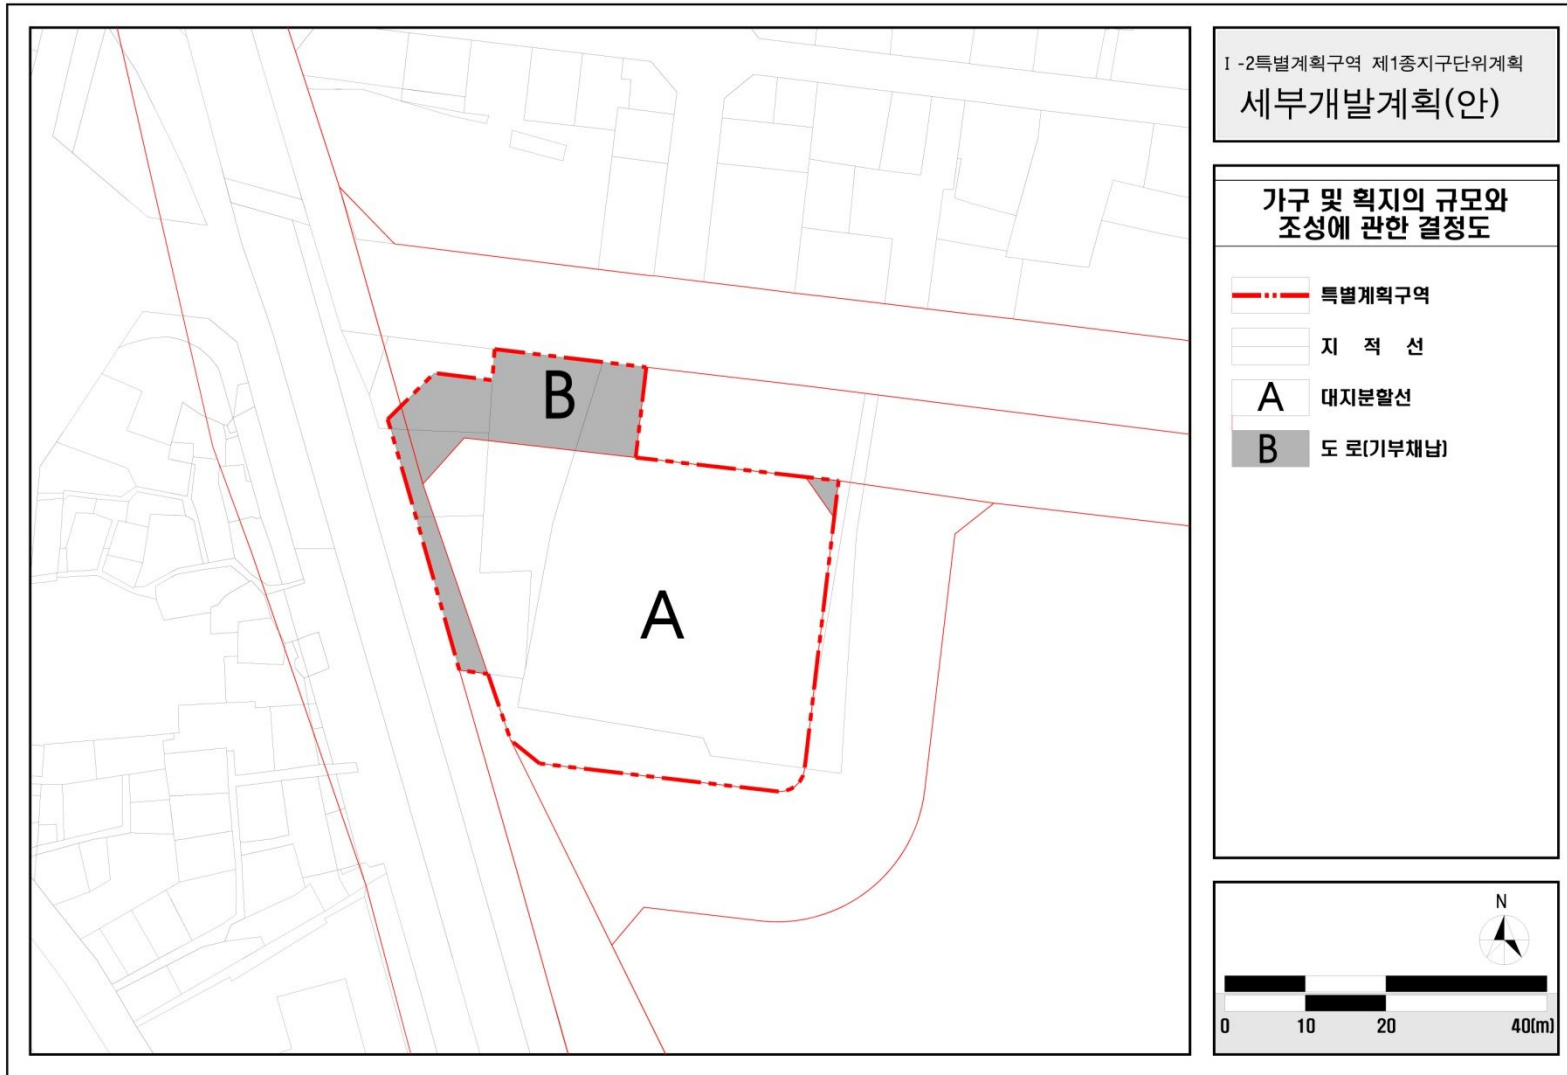 Ⅰ-2특별계획구역 제1종지구단위계획
세부개발계획(안)
가구 및 획지의 규모와
조성에 관한 결정도
특별계획구역
지 적 선
A 대지분할선
B 도 로(기부채납)
B
A
N
0 10 20 40(m)